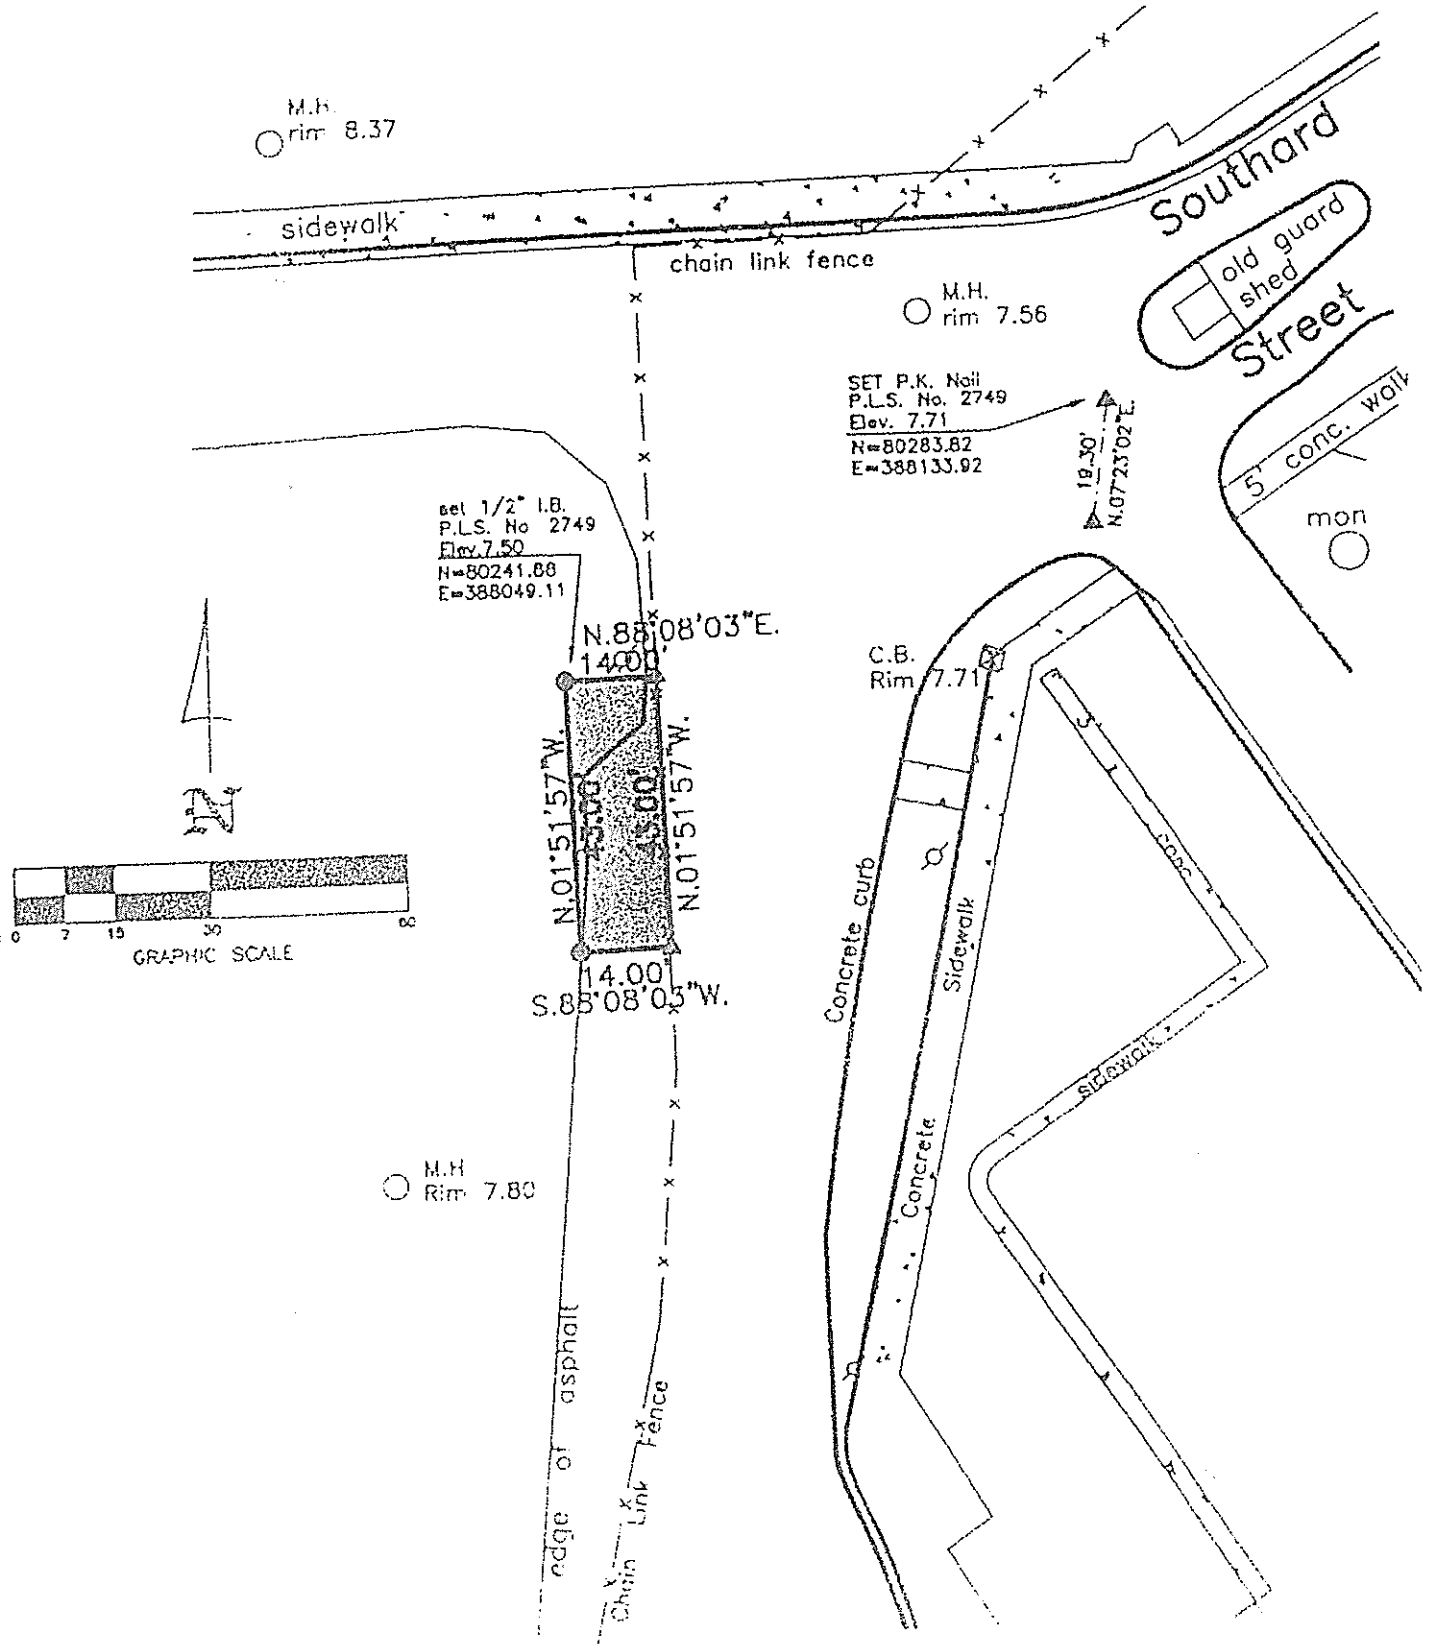 M.H.
rim 8.37
sidewalk
chain link fence
Southard
Street
old guard
shed
M.H.
rim 7.56
SET P.K. Nail
P.L.S. No. 2749
Elev. 7.71
N=80283.82
E=388133.92
19.30'
N.07°23'02"E.
5' conc. walk
mon
set 1/2" I.B.
P.L.S. No 2749
Elev. 7.50
N=80241.88
E=388049.11
N.88°08'03"E.
14.00'
C.B.
Rim 7.71
N.01°51'57"W.
N.01°51'57"W.
14.00'
S.88°08'03"W.
N
0 7 15 30 60
GRAPHIC SCALE
conc
Concrete curb
Sidewalk
Concrete
sidewalk
M.H
Rim 7.80
edge of asphalt
Chain Link Fence